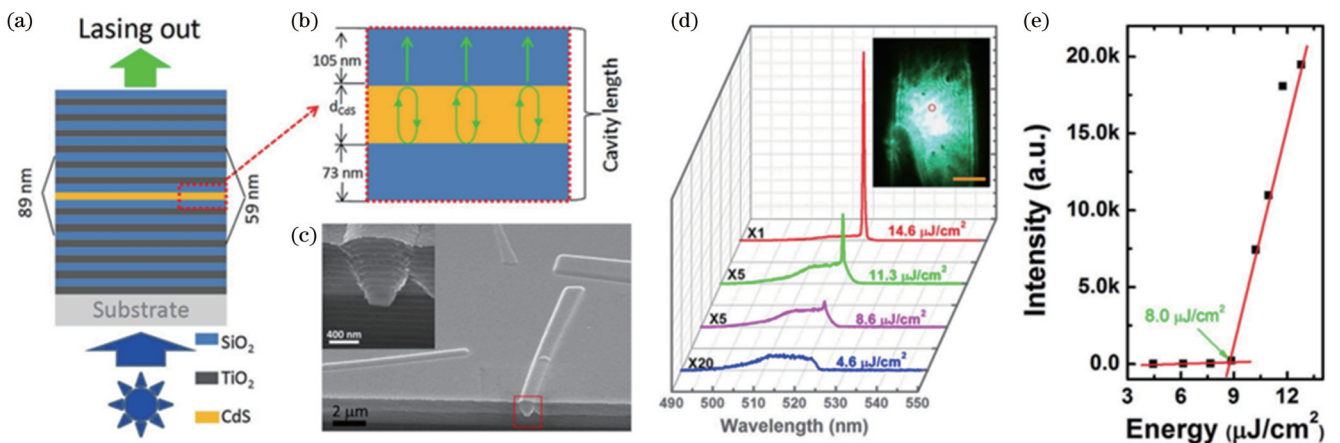 (a)
Lasing out
89 nm
59 nm
Substrate
SiO2
TiO2
CdS
(b)
105 nm
dCdS
73 nm
Cavity length
(c)
400 nm
2 μm
(d)
X1
14.6 μJ/cm2
X5
11.3 μJ/cm2
X5
8.6 μJ/cm2
X20
4.6 μJ/cm2
490 500 510 520 530 540 550
Wavelength (nm)
(e)
Intensity (a.u.)
20.0k
15.0k
10.0k
5.0k
0.0
8.0 μJ/cm2
3 6 9 12
Energy (μJ/cm2)